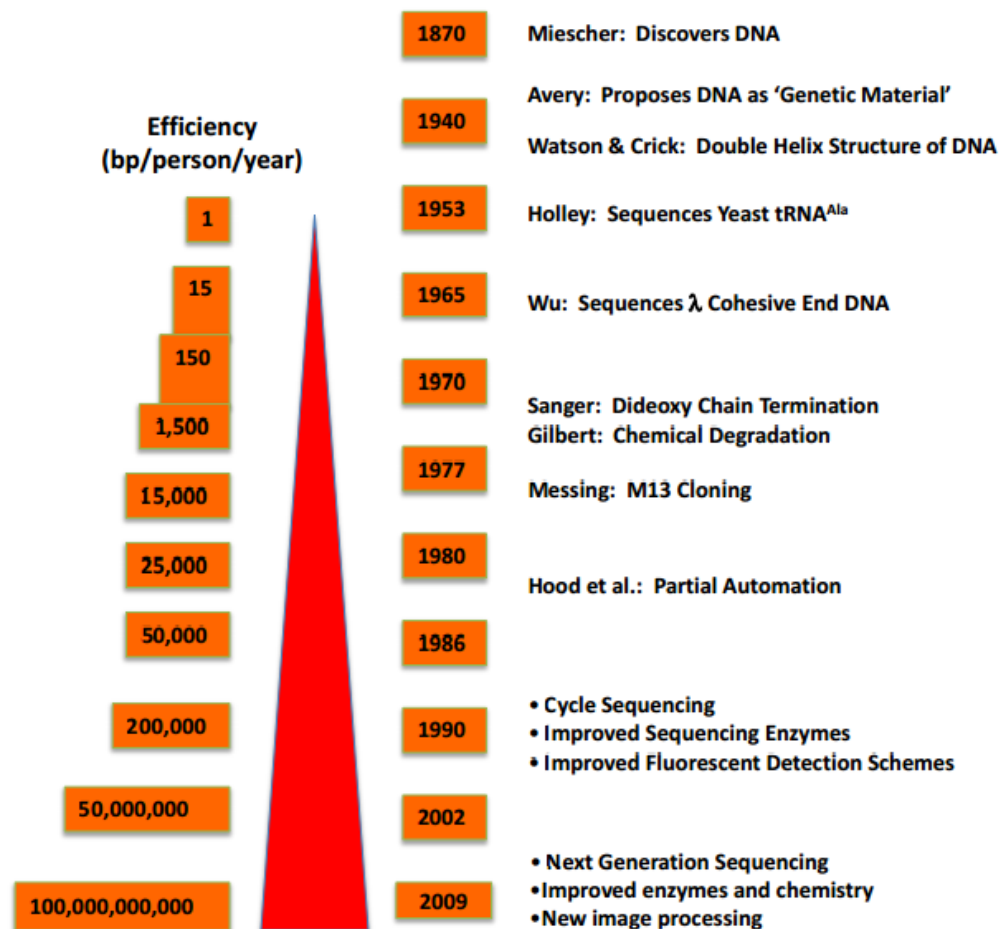 1870
Miescher: Discovers DNA
Avery: Proposes DNA as ‘Genetic Material’
1940
Efficiency
(bp/person/year)
Watson & Crick: Double Helix Structure of DNA
1
1953
Holley: Sequences Yeast tRNAᴬˡᵃ
15
1965
Wu: Sequences λ Cohesive End DNA
150
1970
Sanger: Dideoxy Chain Termination
1,500
Gilbert: Chemical Degradation
1977
15,000
Messing: M13 Cloning
25,000
1980
Hood et al.: Partial Automation
50,000
1986
• Cycle Sequencing
200,000
1990
• Improved Sequencing Enzymes
• Improved Fluorescent Detection Schemes
50,000,000
2002
• Next Generation Sequencing
•Improved enzymes and chemistry
100,000,000,000
2009
•New image processing